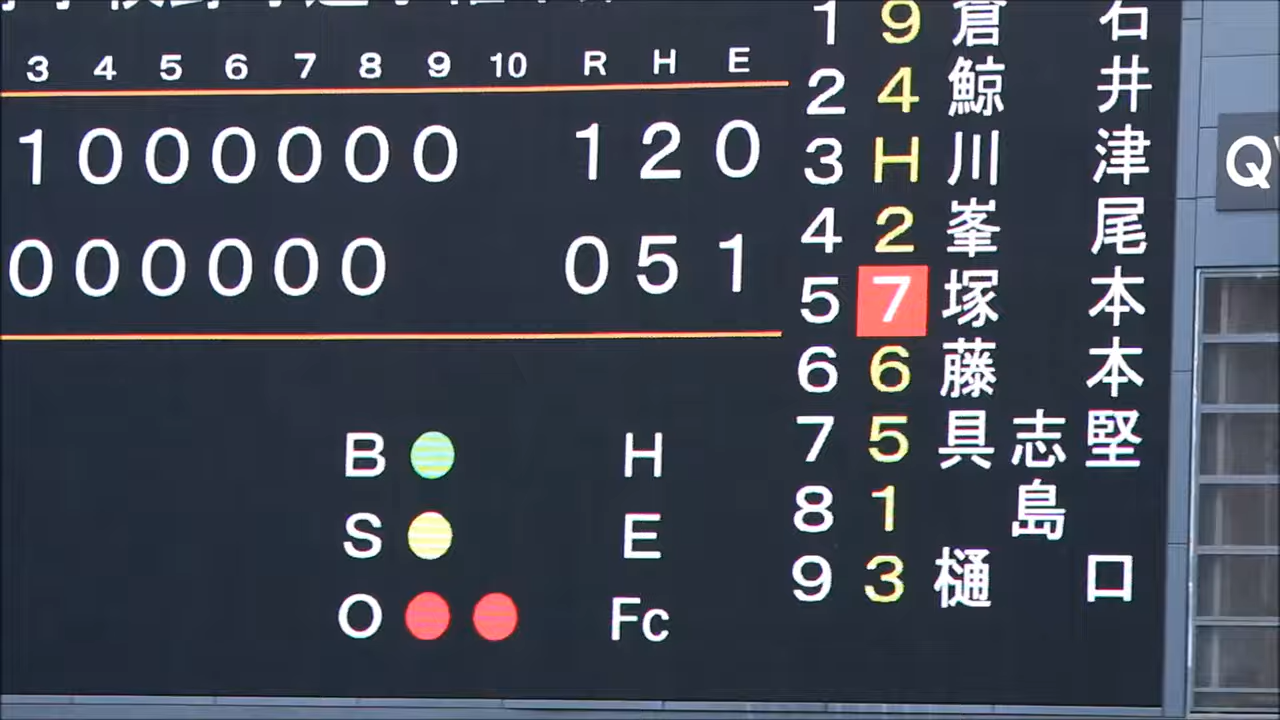 3 4 5 6 7 8 9 10 R H E
1 0 0 0 0 0 0 1 2 0
0 0 0 0 0 0 0 5 1
B H
S E
O Fc
1 9 倉 石
2 4 鯨 井
3 H 川 津
4 2 峯 尾
5 7 塚 本
6 6 藤 本
7 5 具志堅
8 1 島
9 3 樋 口
Q